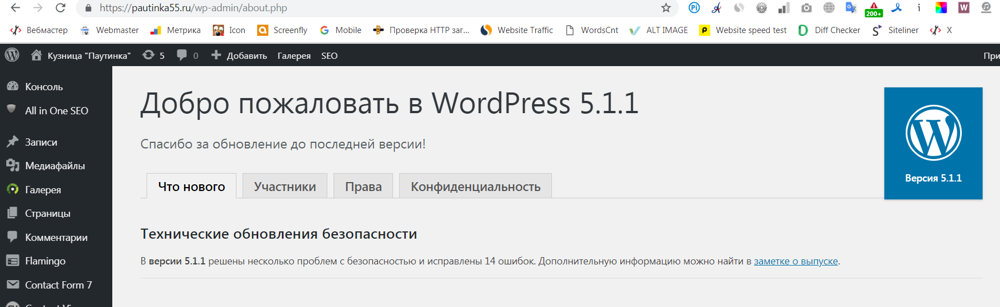 https://pautinka55.ru/wp-admin/about.php
200+
Вебмастер Webmaster Метрика Icon Screenfly Mobile Проверка HTTP заг... Website Traffic WordsCnt ALT IMAGE Website speed test Diff Checker Siteliner X
Кузница "Паутинка" 5 0 Добавить Галерея SEO При
Консоль
All in One SEO
Записи
Медиафайлы
Галерея
Страницы
Комментарии
Flamingo
Contact Form 7
Добро пожаловать в WordPress 5.1.1
Спасибо за обновление до последней версии!
Версия 5.1.1
Что нового Участники Права Конфиденциальность
Технические обновления безопасности
В версии 5.1.1 решены несколько проблем с безопасностью и исправлены 14 ошибок. Дополнительную информацию можно найти в заметке о выпуске.